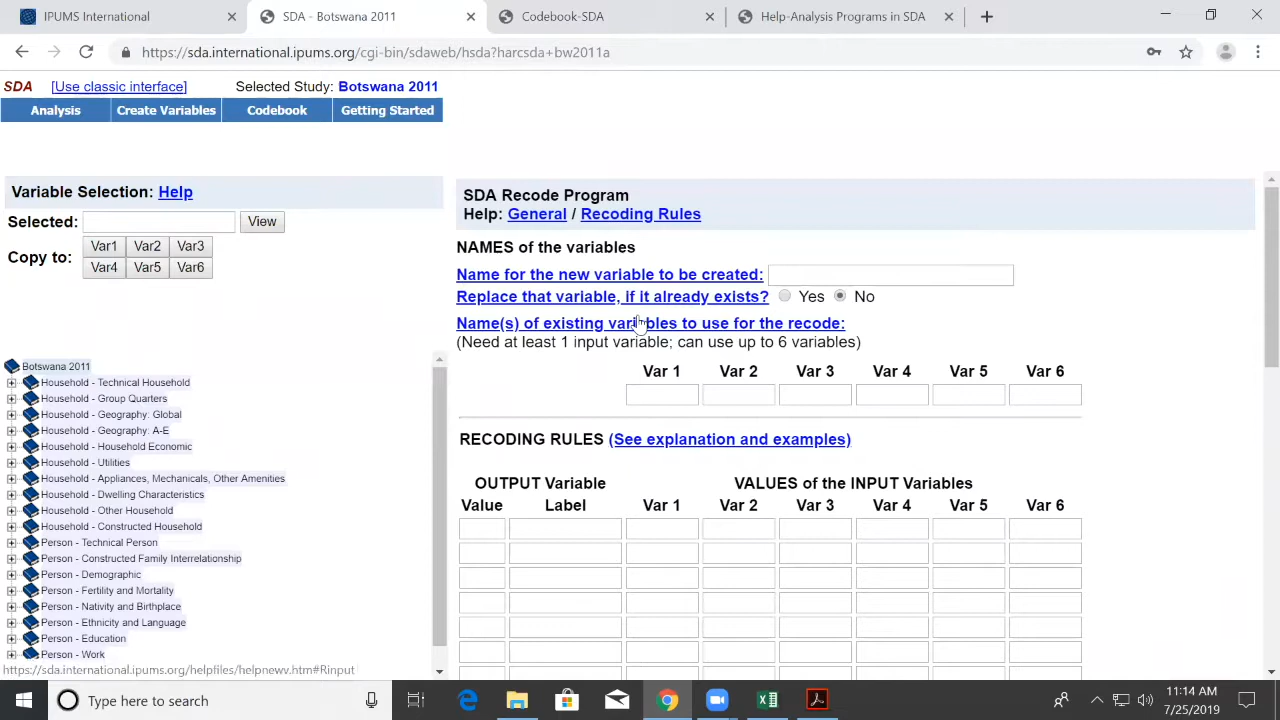 IPUMS International
SDA - Botswana 2011
Codebook-SDA
Help-Analysis Programs in SDA
https://sda.international.ipums.org/cgi-bin/sdaweb/hsda?harcsda+bw2011a
SDA [Use classic interface] Selected Study: Botswana 2011
Analysis Create Variables Codebook Getting Started
Variable Selection: Help
Selected: View
Copy to: Var1 Var2 Var3
Var4 Var5 Var6
Botswana 2011
Household - Technical Household
Household - Group Quarters
Household - Geography: Global
Household - Geography: A-E
Household - Household Economic
Household - Utilities
Household - Appliances, Mechanicals, Other Amenities
Household - Dwelling Characteristics
Household - Other Household
Household - Constructed Household
Person - Technical Person
Person - Constructed Family Interrelationship
Person - Demographic
Person - Fertility and Mortality
Person - Nativity and Birthplace
Person - Ethnicity and Language
Person - Education
Person - Work
https://sda.international.ipums.org/helpfiles/helpnewv.htm#Rinput
SDA Recode Program
Help: General / Recoding Rules
NAMES of the variables
Name for the new variable to be created:
Replace that variable, if it already exists? Yes No
Name(s) of existing variables to use for the recode:
(Need at least 1 input variable; can use up to 6 variables)
Var 1 Var 2 Var 3 Var 4 Var 5 Var 6
RECODING RULES (See explanation and examples)
OUTPUT Variable VALUES of the INPUT Variables
Value Label Var 1 Var 2 Var 3 Var 4 Var 5 Var 6
Type here to search
11:14 AM
7/25/2019